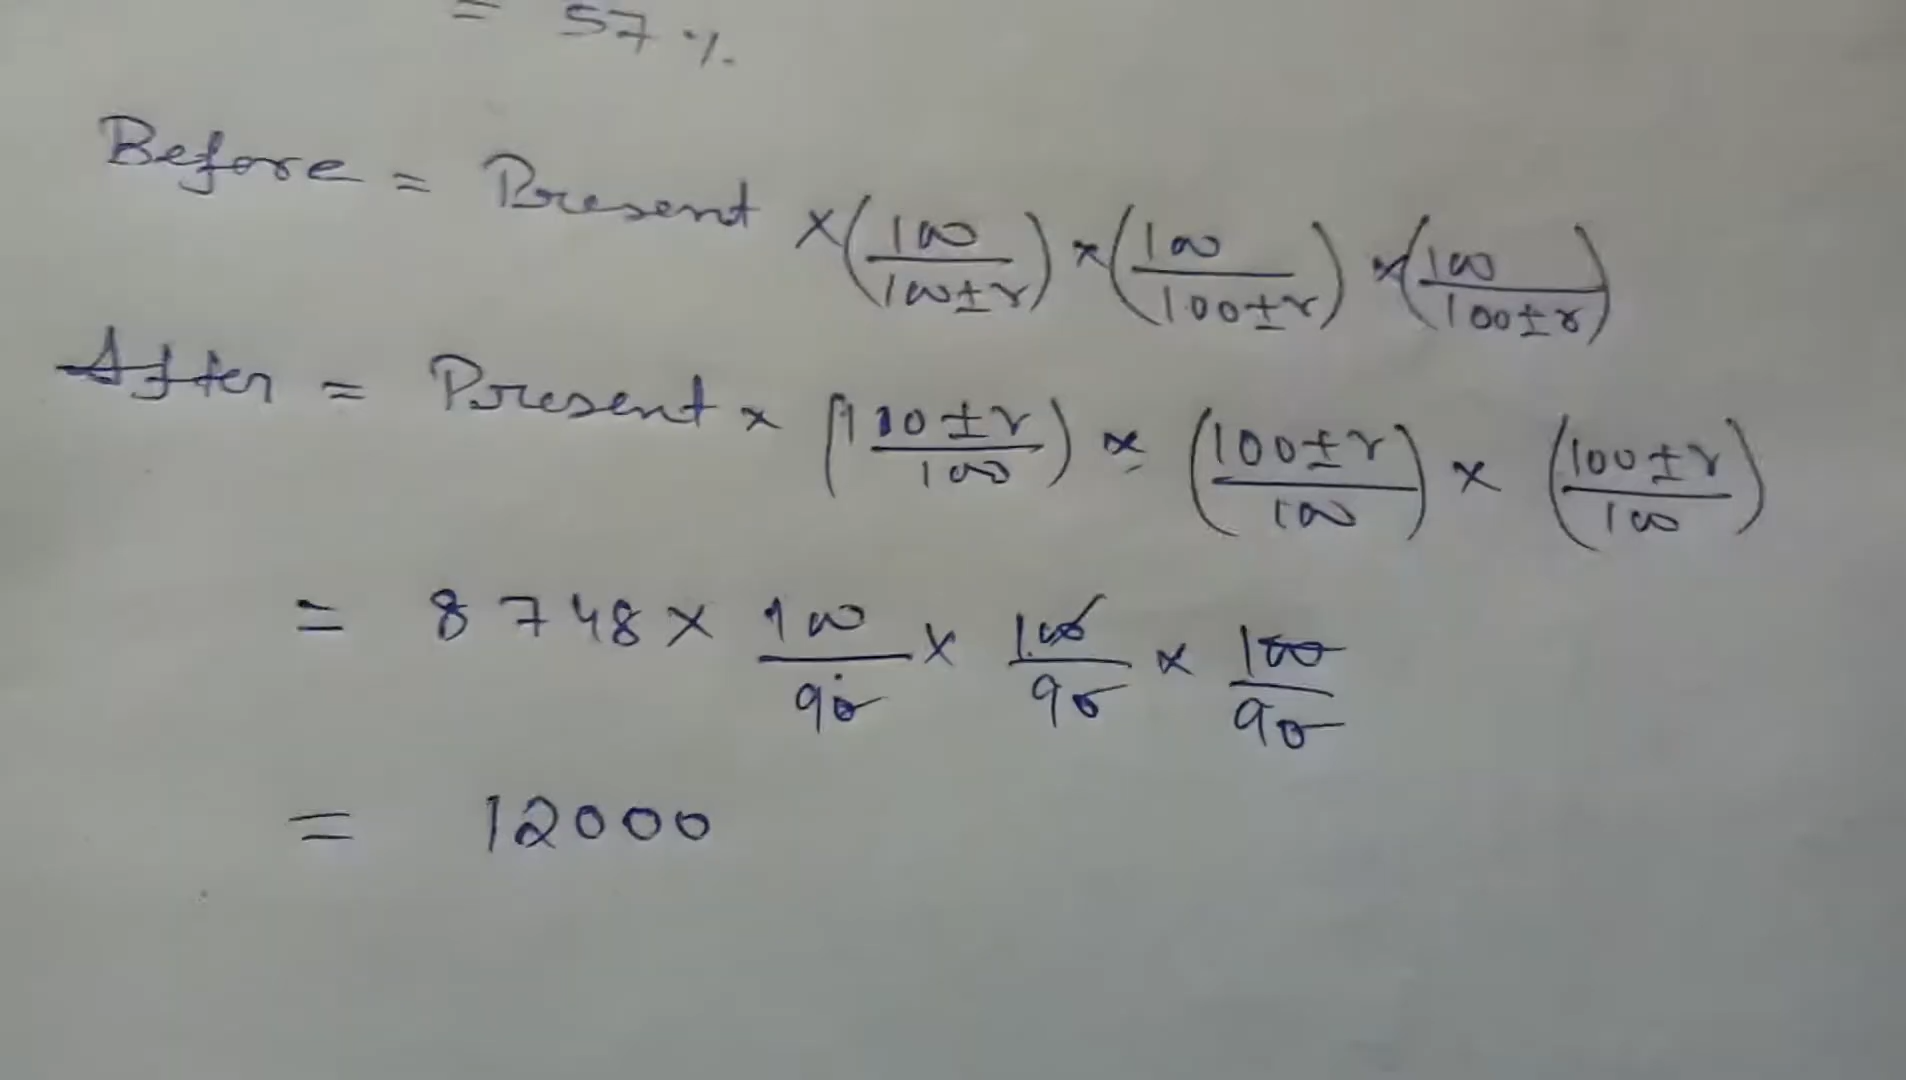 = 57 %.
Before = Present × (100/100±r) × (100/100±r) × (100/100±r)
After = Present × (100±r/100) × (100±r/100) × (100±r/100)
= 8748 × 100/90 × 100/90 × 100/90
= 12000